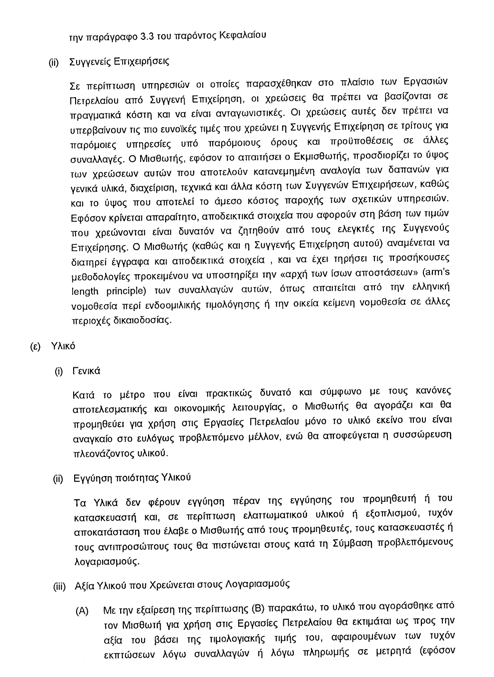 την παράγραφο 3.3 του παρόντος Κεφαλαίου
(ii) Συγγενείς Επιχειρήσεις
Σε περίπτωση υπηρεσιών οι οποίες παρασχέθηκαν στο πλαίσιο των Εργασιών
Πετρελαίου από Συγγενή Επιχείρηση, οι χρεώσεις θα πρέπει να βασίζονται σε
πραγματικά κόστη και να είναι ανταγωνιστικές. Οι χρεώσεις αυτές δεν πρέπει να
υπερβαίνουν τις πιο ευνοϊκές τιμές που χρεώνει η Συγγενής Επιχείρηση σε τρίτους για
παρόμοιες υπηρεσίες υπό παρόμοιους όρους και προϋποθέσεις σε άλλες
συναλλαγές. Ο Μισθωτής, εφόσον το απαιτήσει ο Εκμισθωτής, προσδιορίζει το ύψος
των χρεώσεων αυτών που αποτελούν κατανεμημένη αναλογία των δαπανών για
γενικά υλικά, διαχείριση, τεχνικά και άλλα κόστη των Συγγενών Επιχειρήσεων, καθώς
και το ύψος που αποτελεί το άμεσο κόστος παροχής των σχετικών υπηρεσιών.
Εφόσον κρίνεται απαραίτητο, αποδεικτικά στοιχεία που αφορούν στη βάση των τιμών
που χρεώνονται είναι δυνατόν να ζητηθούν από τους ελεγκτές της Συγγενούς
Επιχείρησης. Ο Μισθωτής (καθώς και η Συγγενής Επιχείρηση αυτού) αναμένεται να
διατηρεί έγγραφα και αποδεικτικά στοιχεία , και να έχει τηρήσει τις προσήκουσες
μεθοδολογίες προκειμένου να υποστηρίξει την «αρχή των ίσων αποστάσεων» (arm's
length principle) των συναλλαγών αυτών, όπως απαιτείται από την ελληνική
νομοθεσία περί ενδοομιλικής τιμολόγησης ή την οικεία κείμενη νομοθεσία σε άλλες
περιοχές δικαιοδοσίας.
(ε) Υλικό
(i) Γενικά
Κατά το μέτρο που είναι πρακτικώς δυνατό και σύμφωνο με τους κανόνες
αποτελεσματικής και οικονομικής λειτουργίας, ο Μισθωτής θα αγοράζει και θα
προμηθεύει για χρήση στις Εργασίες Πετρελαίου μόνο το υλικό εκείνο που είναι
αναγκαίο στο ευλόγως προβλεπόμενο μέλλον, ενώ θα αποφεύγεται η συσσώρευση
πλεονάζοντος υλικού.
(ii) Εγγύηση ποιότητας Υλικού
Τα Υλικά δεν φέρουν εγγύηση πέραν της εγγύησης του προμηθευτή ή του
κατασκευαστή και, σε περίπτωση ελαττωματικού υλικού ή εξοπλισμού, τυχόν
αποκατάσταση που έλαβε ο Μισθωτής από τους προμηθευτές, τους κατασκευαστές ή
τους αντιπροσώπους τους θα πιστώνεται στους κατά τη Σύμβαση προβλεπόμενους
λογαριασμούς.
(iii) Αξία Υλικού που Χρεώνεται στους Λογαριασμούς
(A) Με την εξαίρεση της περίπτωσης (Β) παρακάτω, το υλικό που αγοράσθηκε από
τον Μισθωτή για χρήση στις Εργασίες Πετρελαίου θα εκτιμάται ως προς την
αξία του βάσει της τιμολογιακής τιμής του, αφαιρουμένων των τυχόν
εκπτώσεων λόγω συναλλαγών ή λόγω πληρωμής σε μετρητά (εφόσον